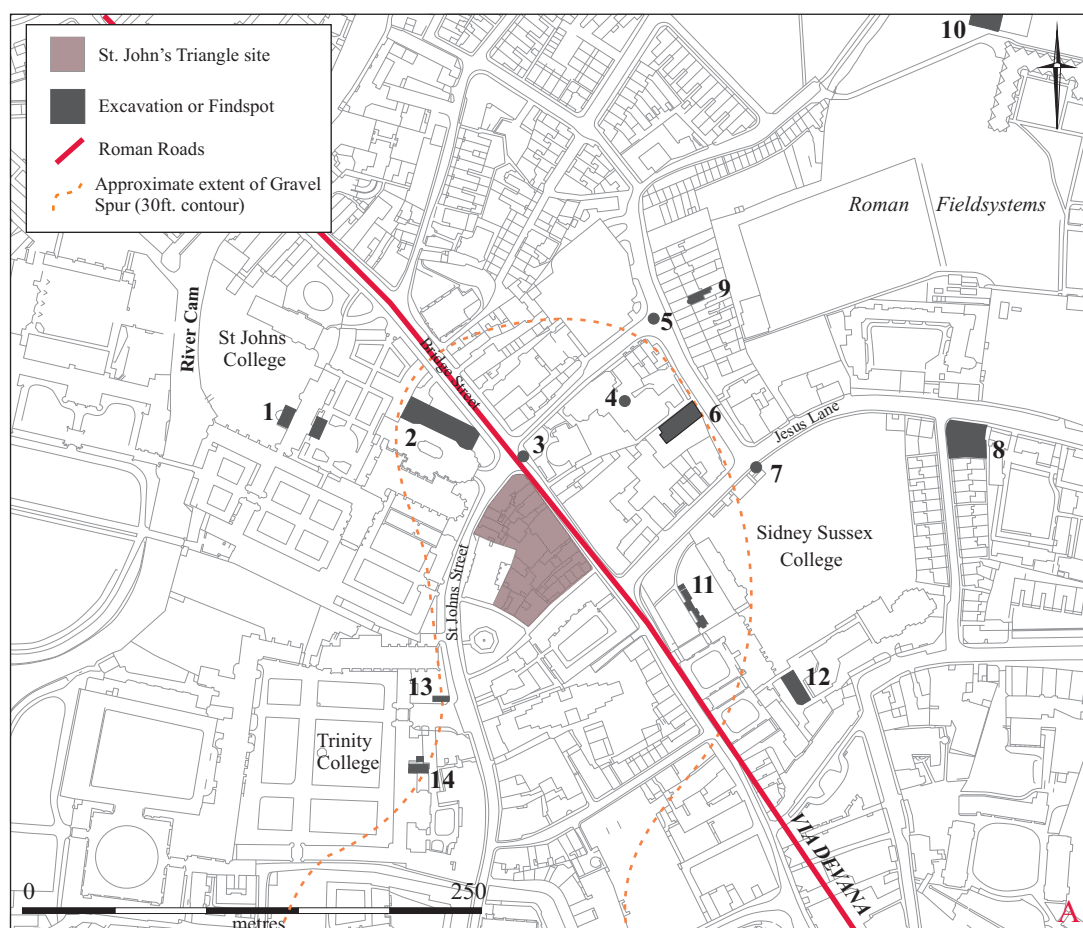 St. John's Triangle site
Excavation or Findspot
Roman Roads
Approximate extent of Gravel
Spur (30ft. contour)
10
Roman Fieldsystems
River Cam
St Johns
College
Bridge Street
9
5
4
1
2
3
6
Jesus Lane
7
8
St Johns Street
Sidney Sussex
College
11
12
13
Trinity
College
14
VIA DEVANA
0
250
metres
A